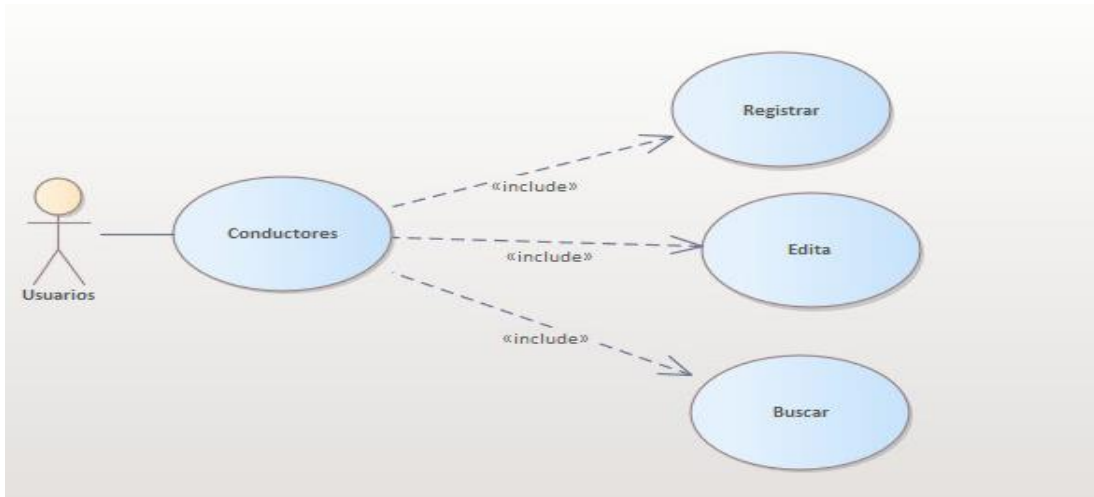 Registrar
«include»
Conductores
Edita
«include»
Usuarios
«include»
Buscar